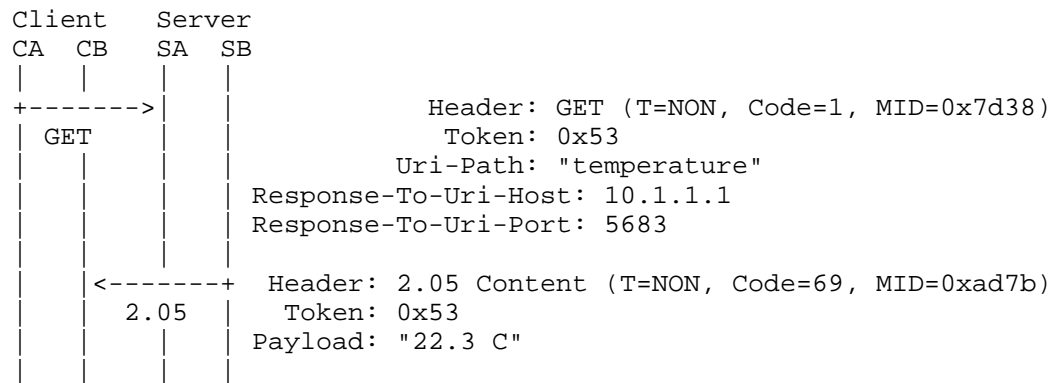 Client   Server
CA  CB   SA  SB
|   |    |   |
+------->|   |            Header: GET (T=NON, Code=1, MID=0x7d38)
| GET    |   |             Token: 0x53
|   |    |   |          Uri-Path: "temperature"
|   |    |   | Response-To-Uri-Host: 10.1.1.1
|   |    |   | Response-To-Uri-Port: 5683
|   |    |   |
|   |<-------+  Header: 2.05 Content (T=NON, Code=69, MID=0xad7b)
|   | 2.05   |   Token: 0x53
|   |    |   | Payload: "22.3 C"
|   |    |   |